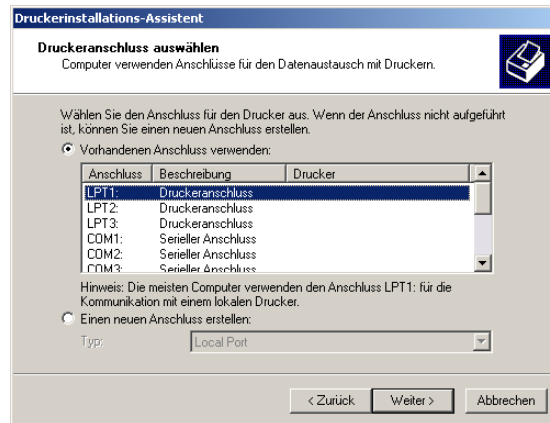 Druckerinstallations-Assistent
Druckeranschluss auswählen
Computer verwenden Anschlüsse für den Datenaustausch mit Druckern.
Wählen Sie den Anschluss für den Drucker aus. Wenn der Anschluss nicht aufgeführt
ist, können Sie einen neuen Anschluss erstellen.
Vorhandenen Anschluss verwenden:
Anschluss Beschreibung Drucker
LPT1: Druckeranschluss
LPT2: Druckeranschluss
LPT3: Druckeranschluss
COM1: Serieller Anschluss
COM2: Serieller Anschluss
COM3: Serieller Anschluss
Hinweis: Die meisten Computer verwenden den Anschluss LPT1: für die
Kommunikation mit einem lokalen Drucker.
Einen neuen Anschluss erstellen:
Typ: Local Port
< Zurück Weiter > Abbrechen